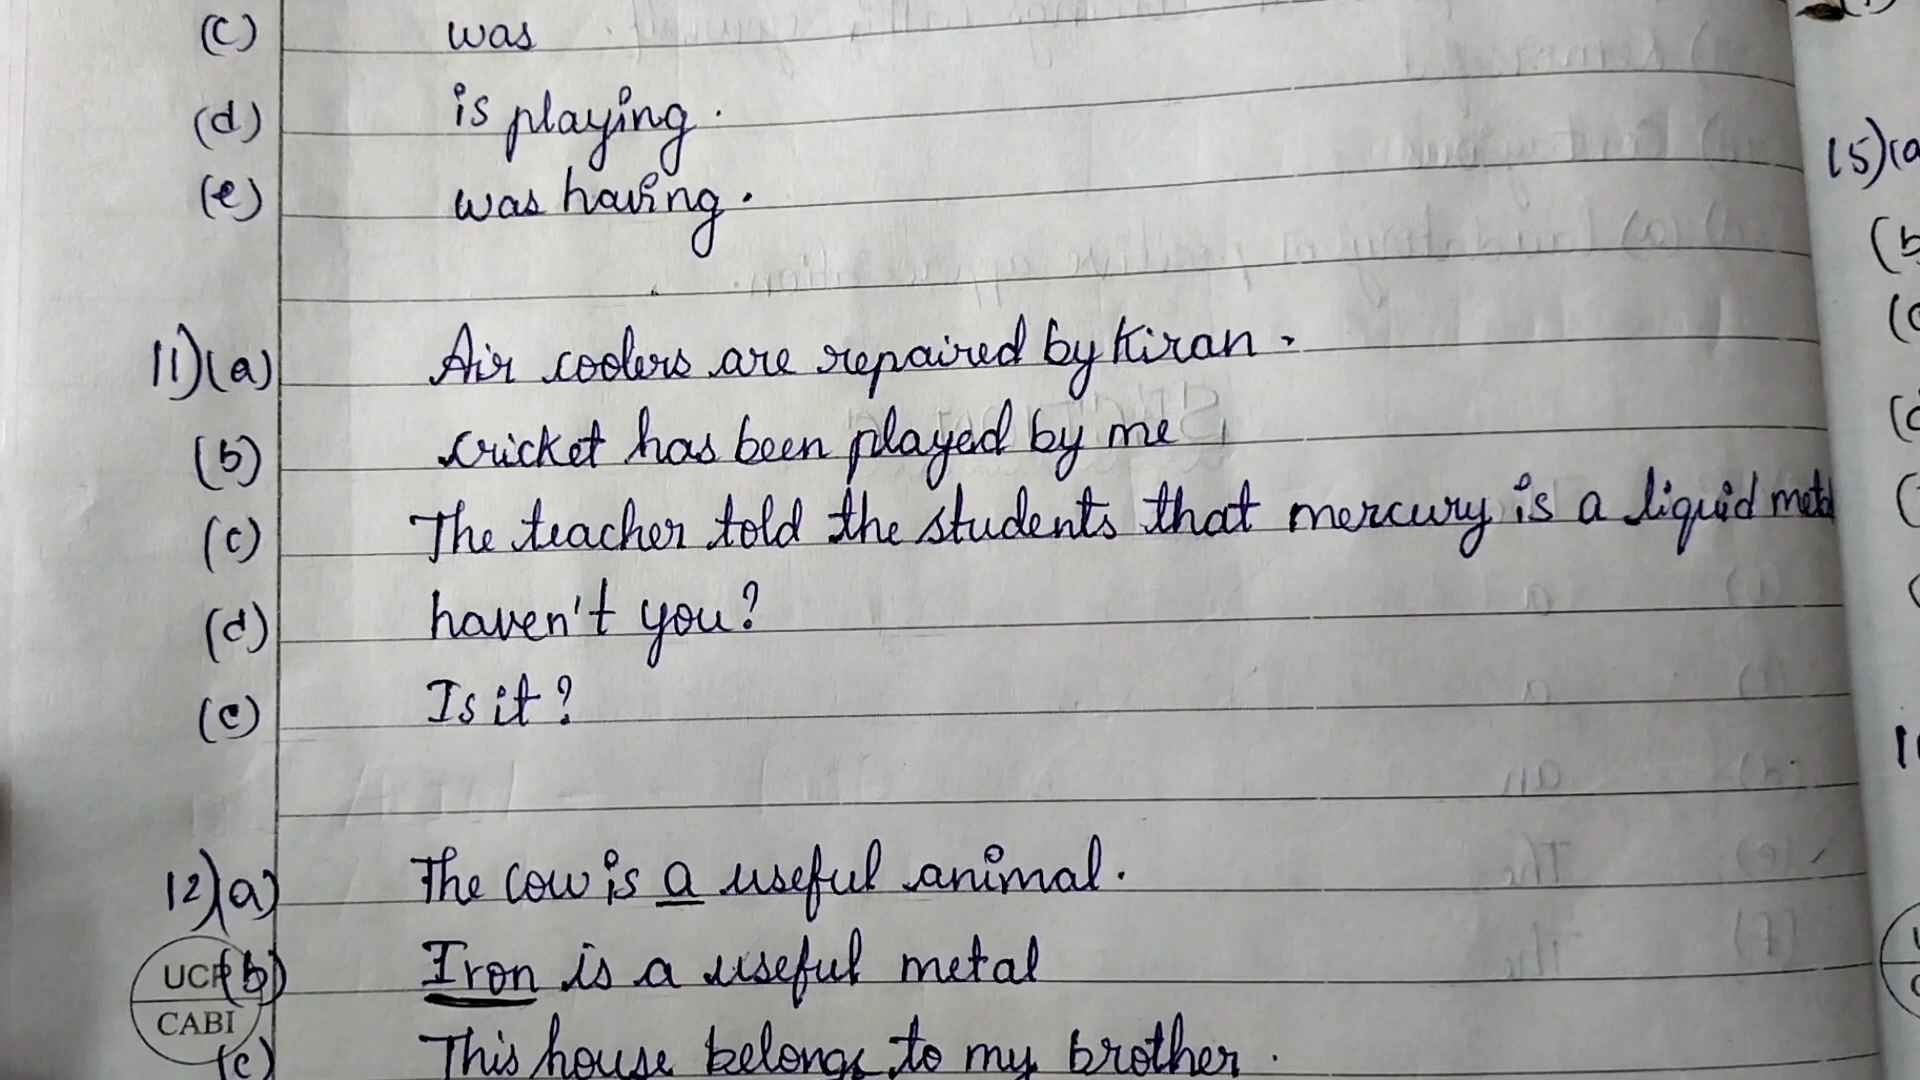 (c) was
(d) is playing.
(e) was having.
11)(a) Air coolers are repaired by Kiran.
(b) cricket has been played by me
(c) The teacher told the students that mercury is a liquid metal
(d) haven't you?
(e) Is it?
12)(a) The cow is a useful animal.
(b) Iron is a useful metal
(c) This house belongs to my brother.
CABI
15)(a
(b